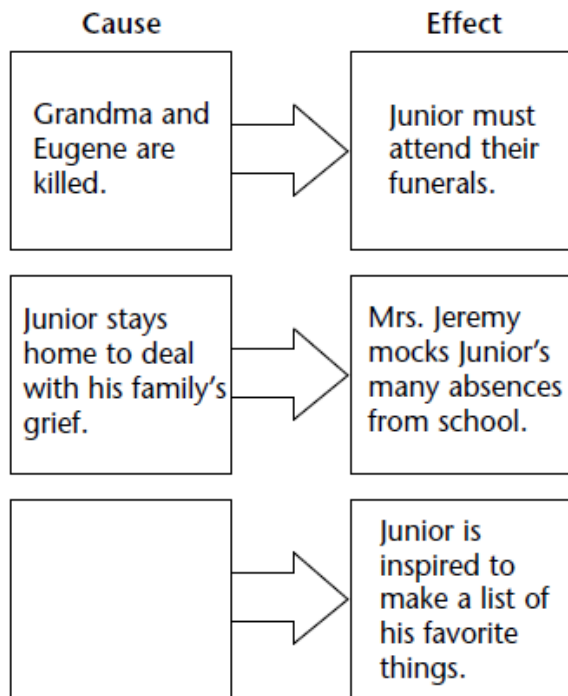 Cause
Effect
Grandma and
Eugene are
killed.
Junior must
attend their
funerals.
Junior stays
home to deal
with his family's
grief.
Mrs. Jeremy
mocks Junior's
many absences
from school.
Junior is
inspired to
make a list of
his favorite
things.